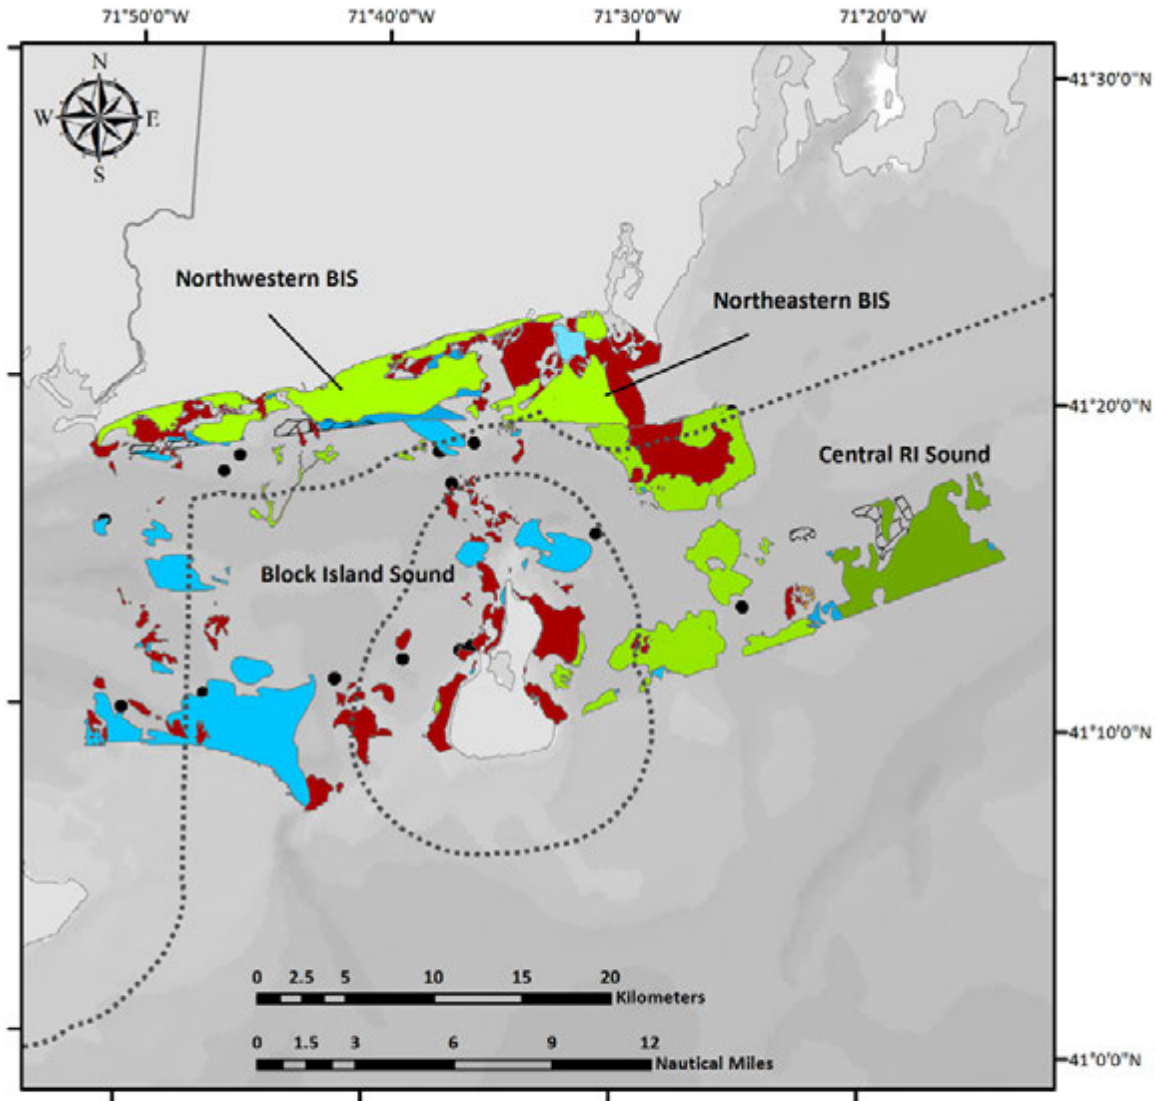 71°50'0"W 71°40'0"W 71°30'0"W 71°20'0"W
N
W E
S
41°30'0"N
Northwestern BIS
Northeastern BIS
41°20'0"N
Central RI Sound
Block Island Sound
41°10'0"N
0 2.5 5 10 15 20
Kilometers
0 1.5 3 6 9 12
Nautical Miles
41°0'0"N